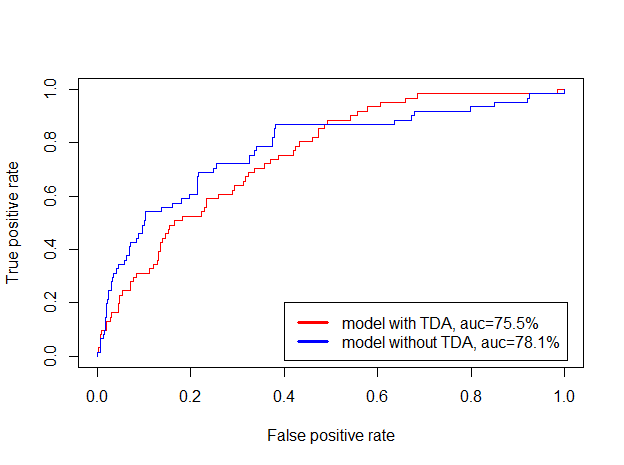 1.0
0.8
0.6
0.4
0.2
0.0
True positive rate
model with TDA, auc=75.5%
model without TDA, auc=78.1%
0.0 0.2 0.4 0.6 0.8 1.0
False positive rate